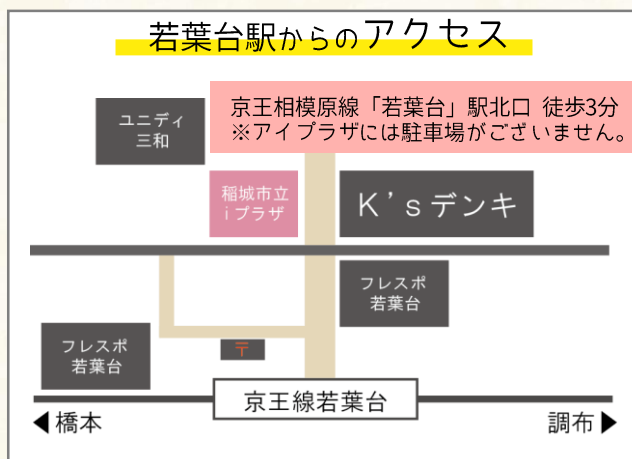 若葉台駅からのアクセス
京王相模原線「若葉台」駅北口 徒歩3分
※アイプラザには駐車場がございません。
ユニディ
三和
稲城市立
iプラザ
K'sデンキ
フレスポ
若葉台
フレスポ
若葉台
〒
京王線若葉台
◀橋本
調布▶